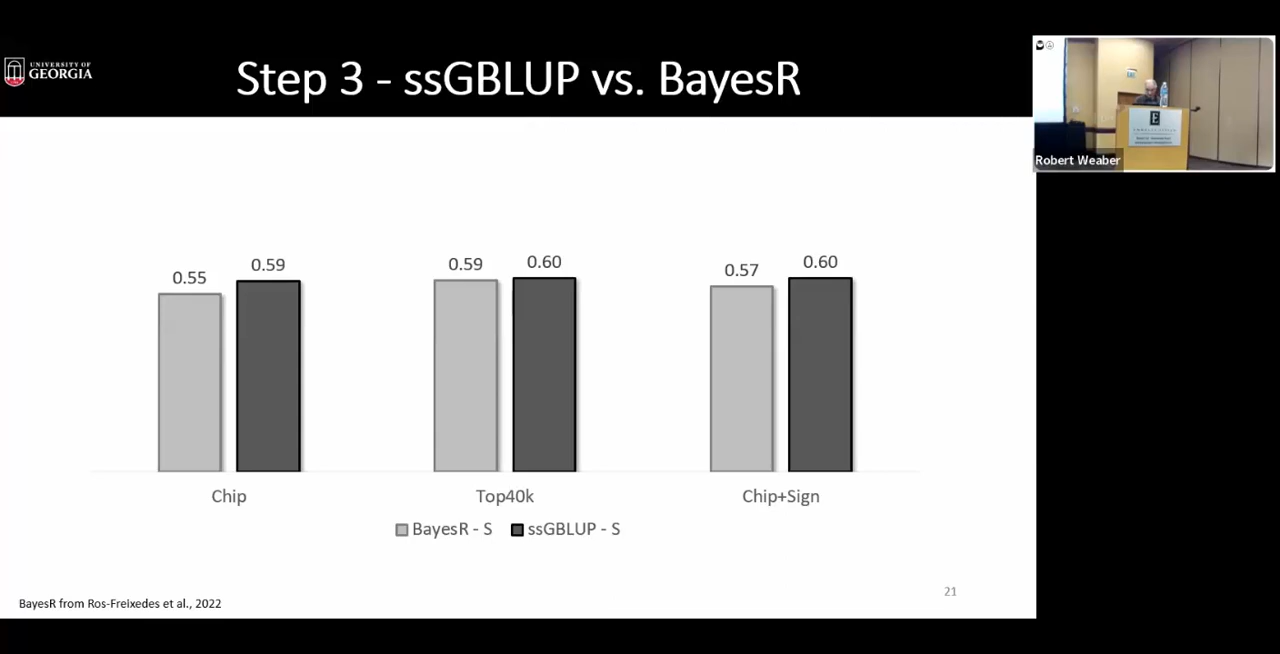 UNIVERSITY OF
GEORGIA
Step 3 - ssGBLUP vs. BayesR
Robert Weaber
0.55
0.59
0.59
0.60
0.57
0.60
Chip
Top40k
Chip+Sign
BayesR - S
ssGBLUP - S
21
BayesR from Ros-Freixedes et al., 2022
E